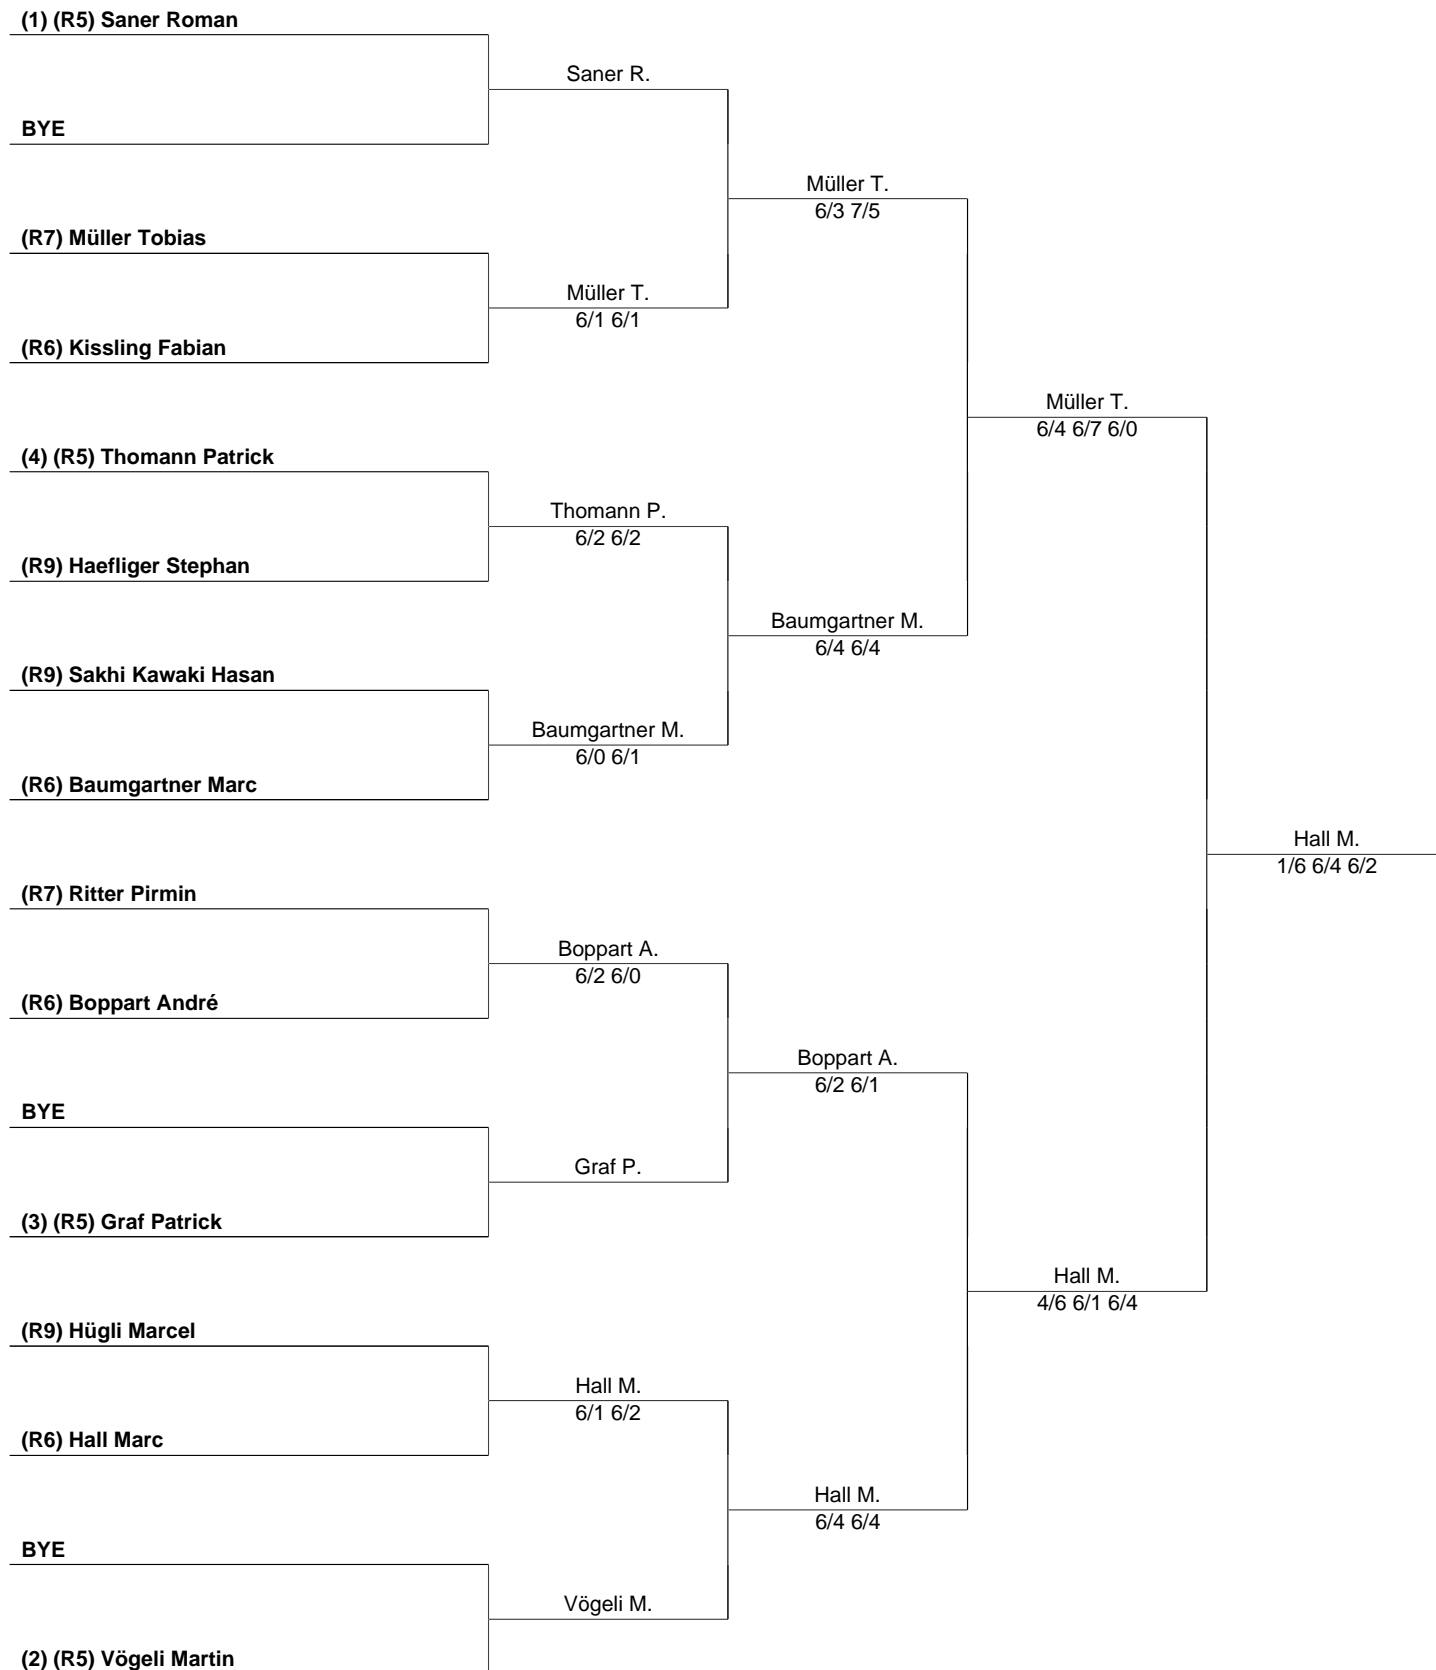 (1) (R5) Saner Roman
Saner R.
BYE
Müller T.
6/3 7/5
(R7) Müller Tobias
Müller T.
6/1 6/1
(R6) Kissling Fabian
Müller T.
6/4 6/7 6/0
(4) (R5) Thomann Patrick
Thomann P.
6/2 6/2
(R9) Haefliger Stephan
Baumgartner M.
6/4 6/4
(R9) Sakhi Kawaki Hasan
Baumgartner M.
6/0 6/1
(R6) Baumgartner Marc
Hall M.
1/6 6/4 6/2
(R7) Ritter Pirmin
Boppart A.
6/2 6/0
(R6) Boppart André
Boppart A.
6/2 6/1
BYE
Graf P.
(3) (R5) Graf Patrick
Hall M.
4/6 6/1 6/4
(R9) Hügli Marcel
Hall M.
6/1 6/2
(R6) Hall Marc
Hall M.
6/4 6/4
BYE
Vögeli M.
(2) (R5) Vögeli Martin